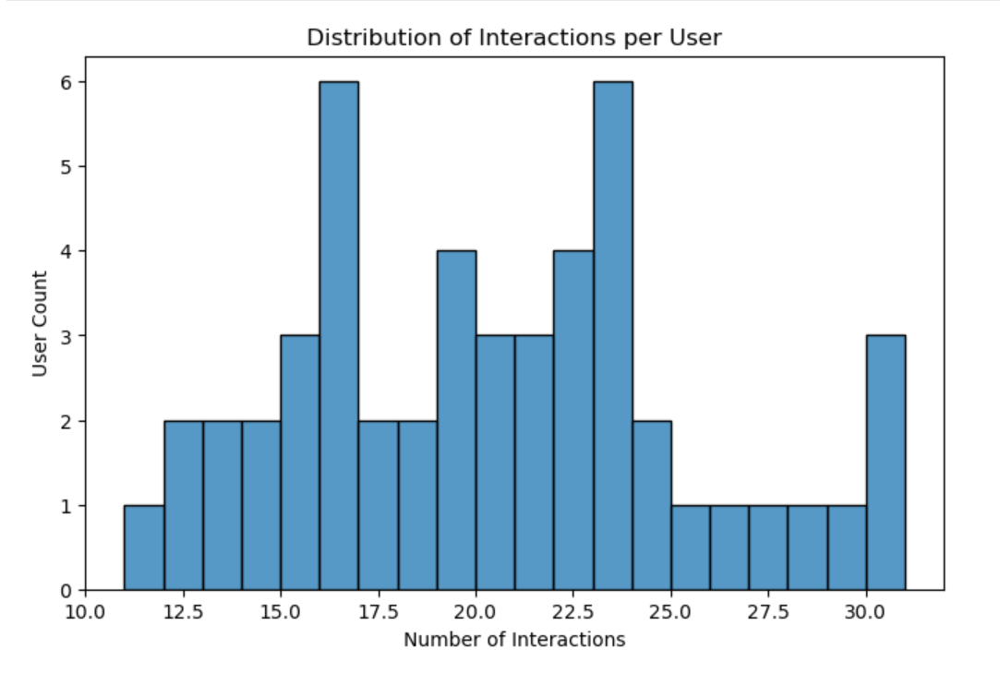 Distribution of Interactions per User
6
5
4
3
2
1
0
User Count
10.0 12.5 15.0 17.5 20.0 22.5 25.0 27.5 30.0
Number of Interactions